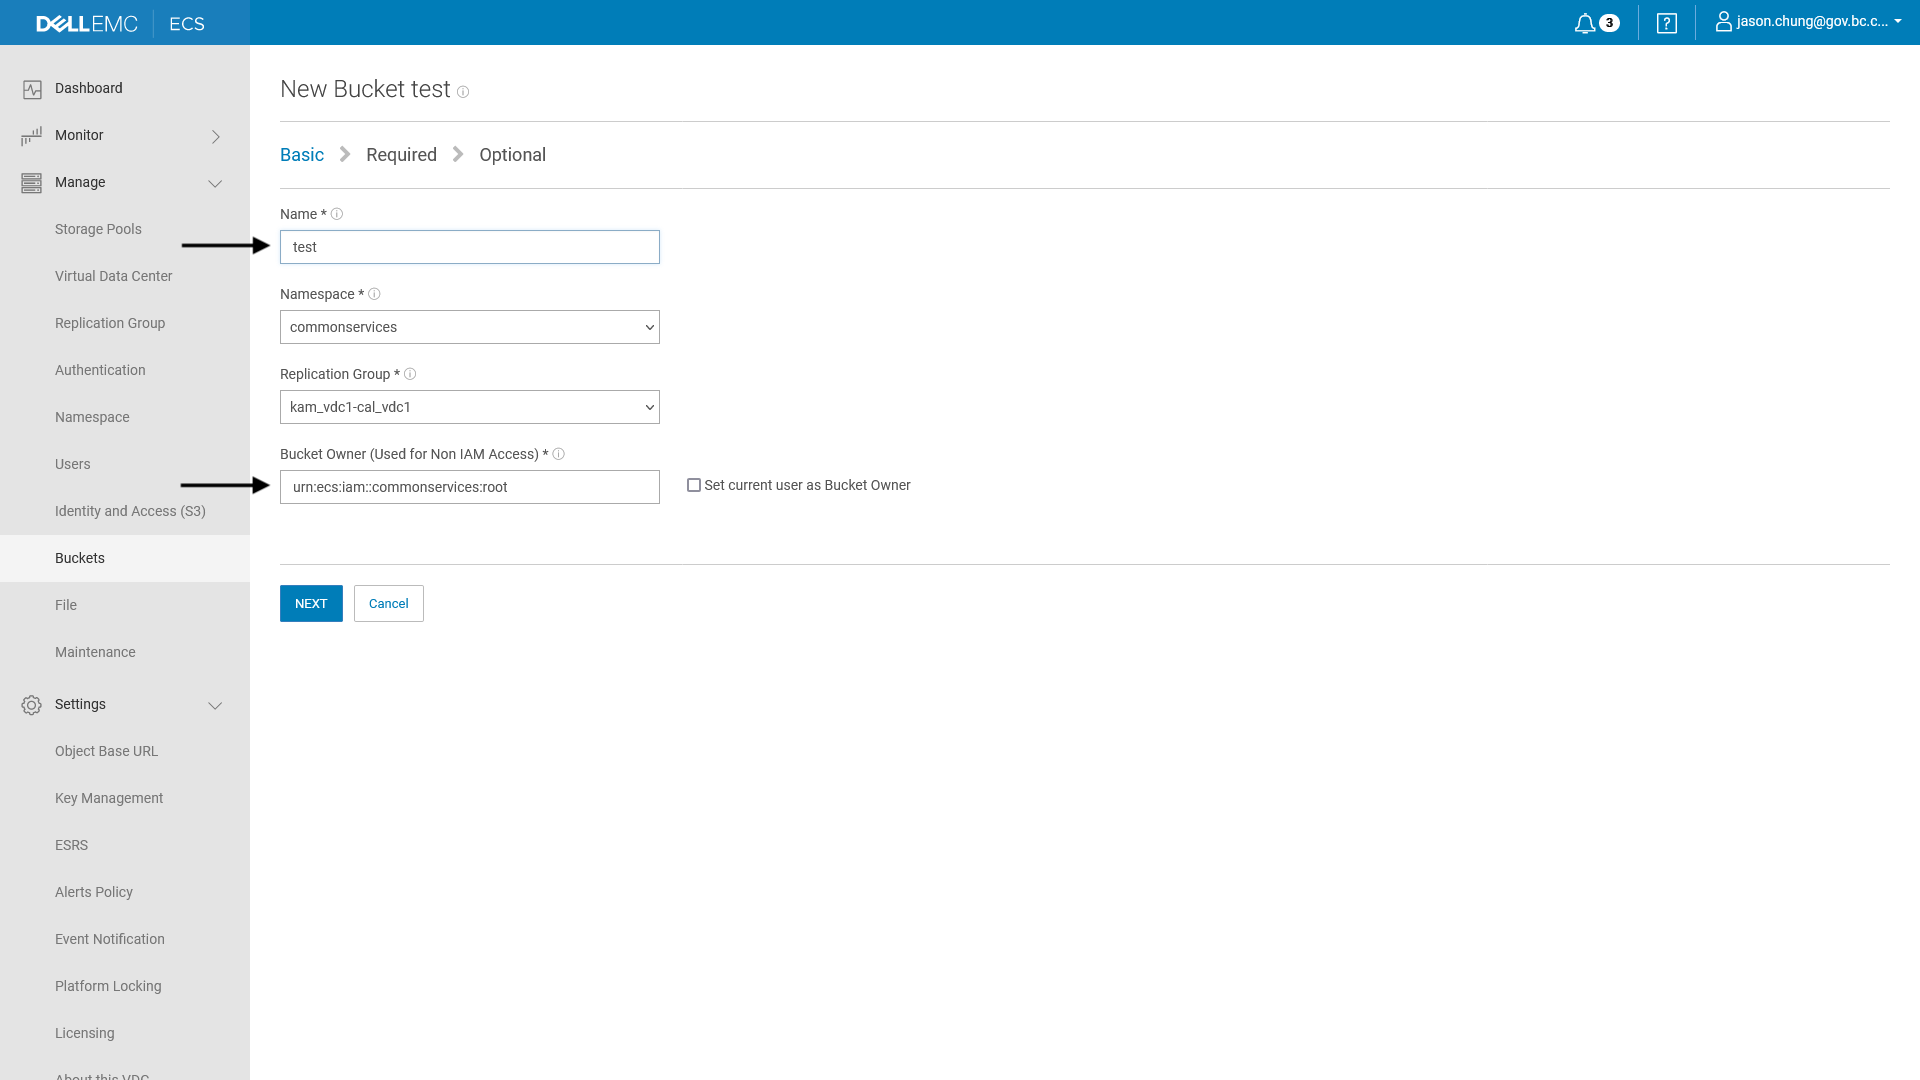 DELLEMC ECS
3
?
jason.chung@gov.bc.c...
Dashboard
Monitor
Manage
Storage Pools
Virtual Data Center
Replication Group
Authentication
Namespace
Users
Identity and Access (S3)
Buckets
File
Maintenance
Settings
Object Base URL
Key Management
ESRS
Alerts Policy
Event Notification
Platform Locking
Licensing
About this VDC
New Bucket test
Basic Required Optional
Name *
test
Namespace *
commonservices
Replication Group *
kam_vdc1-cal_vdc1
Bucket Owner (Used for Non IAM Access) *
urn:ecs:iam::commonservices:root
Set current user as Bucket Owner
NEXT Cancel